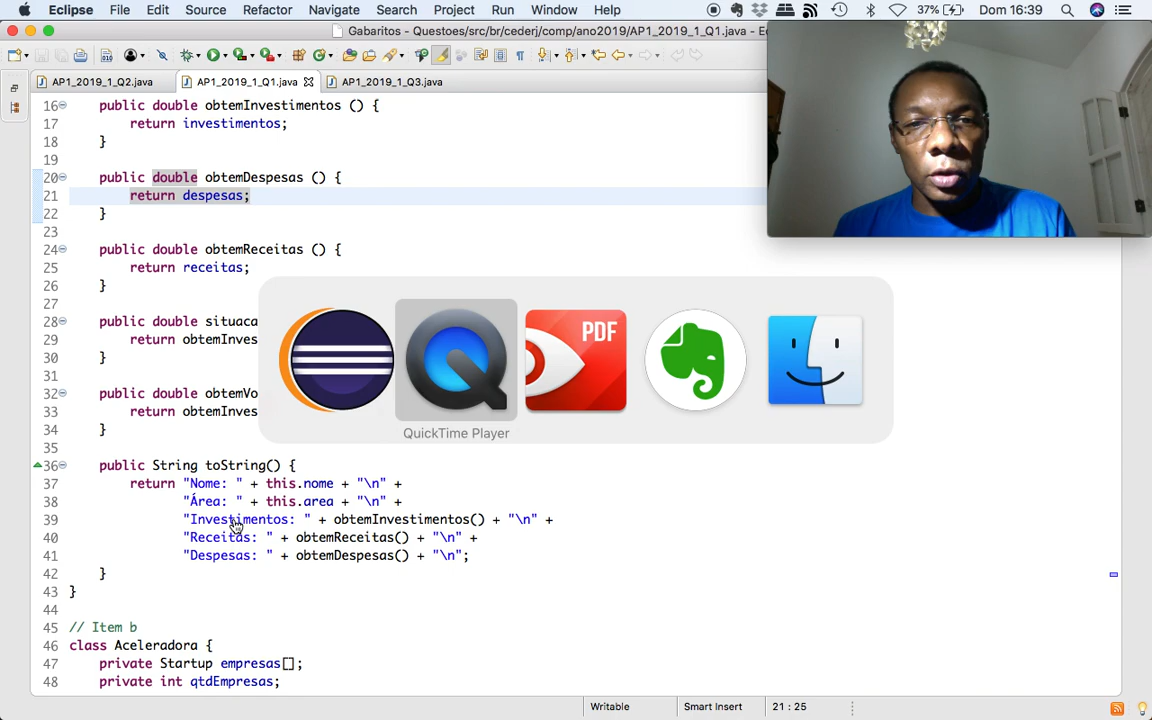 Eclipse File Edit Source Refactor Navigate Search Project Run Window Help 37% Dom 16:39
Gabaritos - Questoes/src/br/cederj/comp/ano2019/AP1_2019_1_Q1.java - Ec
AP1_2019_1_Q2.java AP1_2019_1_Q1.java AP1_2019_1_Q3.java
16 public double obtemInvestimentos () {
17 return investimentos;
18 }
19
20 public double obtemDespesas () {
21 return despesas;
22 }
23
24 public double obtemReceitas () {
25 return receitas;
26 }
27
28 public double situaca
29 return obtemInves
30 }
31
32 public double obtemVo
33 return obtemInves
34 }
35
36 public String toString() {
37 return "Nome: " + this.nome + "\n" +
38 "Área: " + this.area + "\n" +
39 "Investimentos: " + obtemInvestimentos() + "\n" +
40 "Receitas: " + obtemReceitas() + "\n" +
41 "Despesas: " + obtemDespesas() + "\n";
42 }
43 }
44
45 // Item b
46 class Aceleradora {
47 private Startup empresas[];
48 private int qtdEmpresas;
PDF
QuickTime Player
Writable Smart Insert 21 : 25